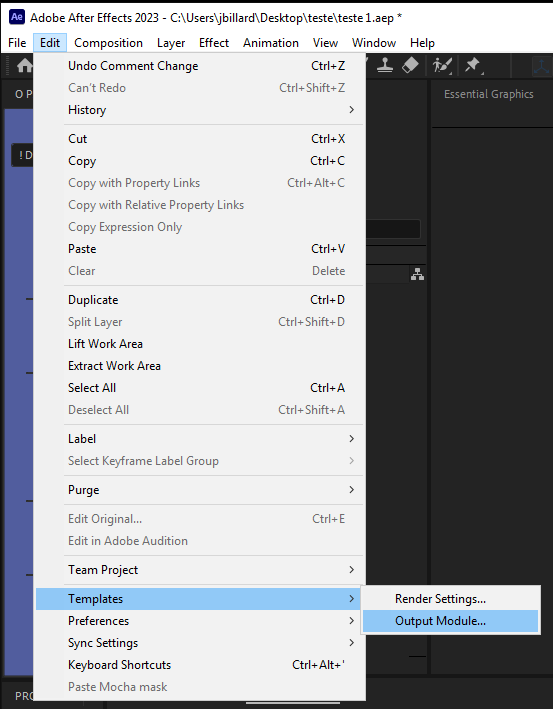 Ae Adobe After Effects 2023 - C:\Users\jbillard\Desktop\teste\teste 1.aep *
File Edit Composition Layer Effect Animation View Window Help
Undo Comment Change Ctrl+Z
Can't Redo Ctrl+Shift+Z
History
Cut Ctrl+X
Copy Ctrl+C
Copy with Property Links Ctrl+Alt+C
Copy with Relative Property Links
Copy Expression Only
Paste Ctrl+V
Clear Delete
Duplicate Ctrl+D
Split Layer Ctrl+Shift+D
Lift Work Area
Extract Work Area
Select All Ctrl+A
Deselect All Ctrl+Shift+A
Label
Select Keyframe Label Group
Purge
Edit Original... Ctrl+E
Edit in Adobe Audition
Team Project
Templates
Preferences
Sync Settings
Keyboard Shortcuts Ctrl+Alt+'
Paste Mocha mask
Render Settings...
Output Module...
Essential Graphics
O P
! D
PRO